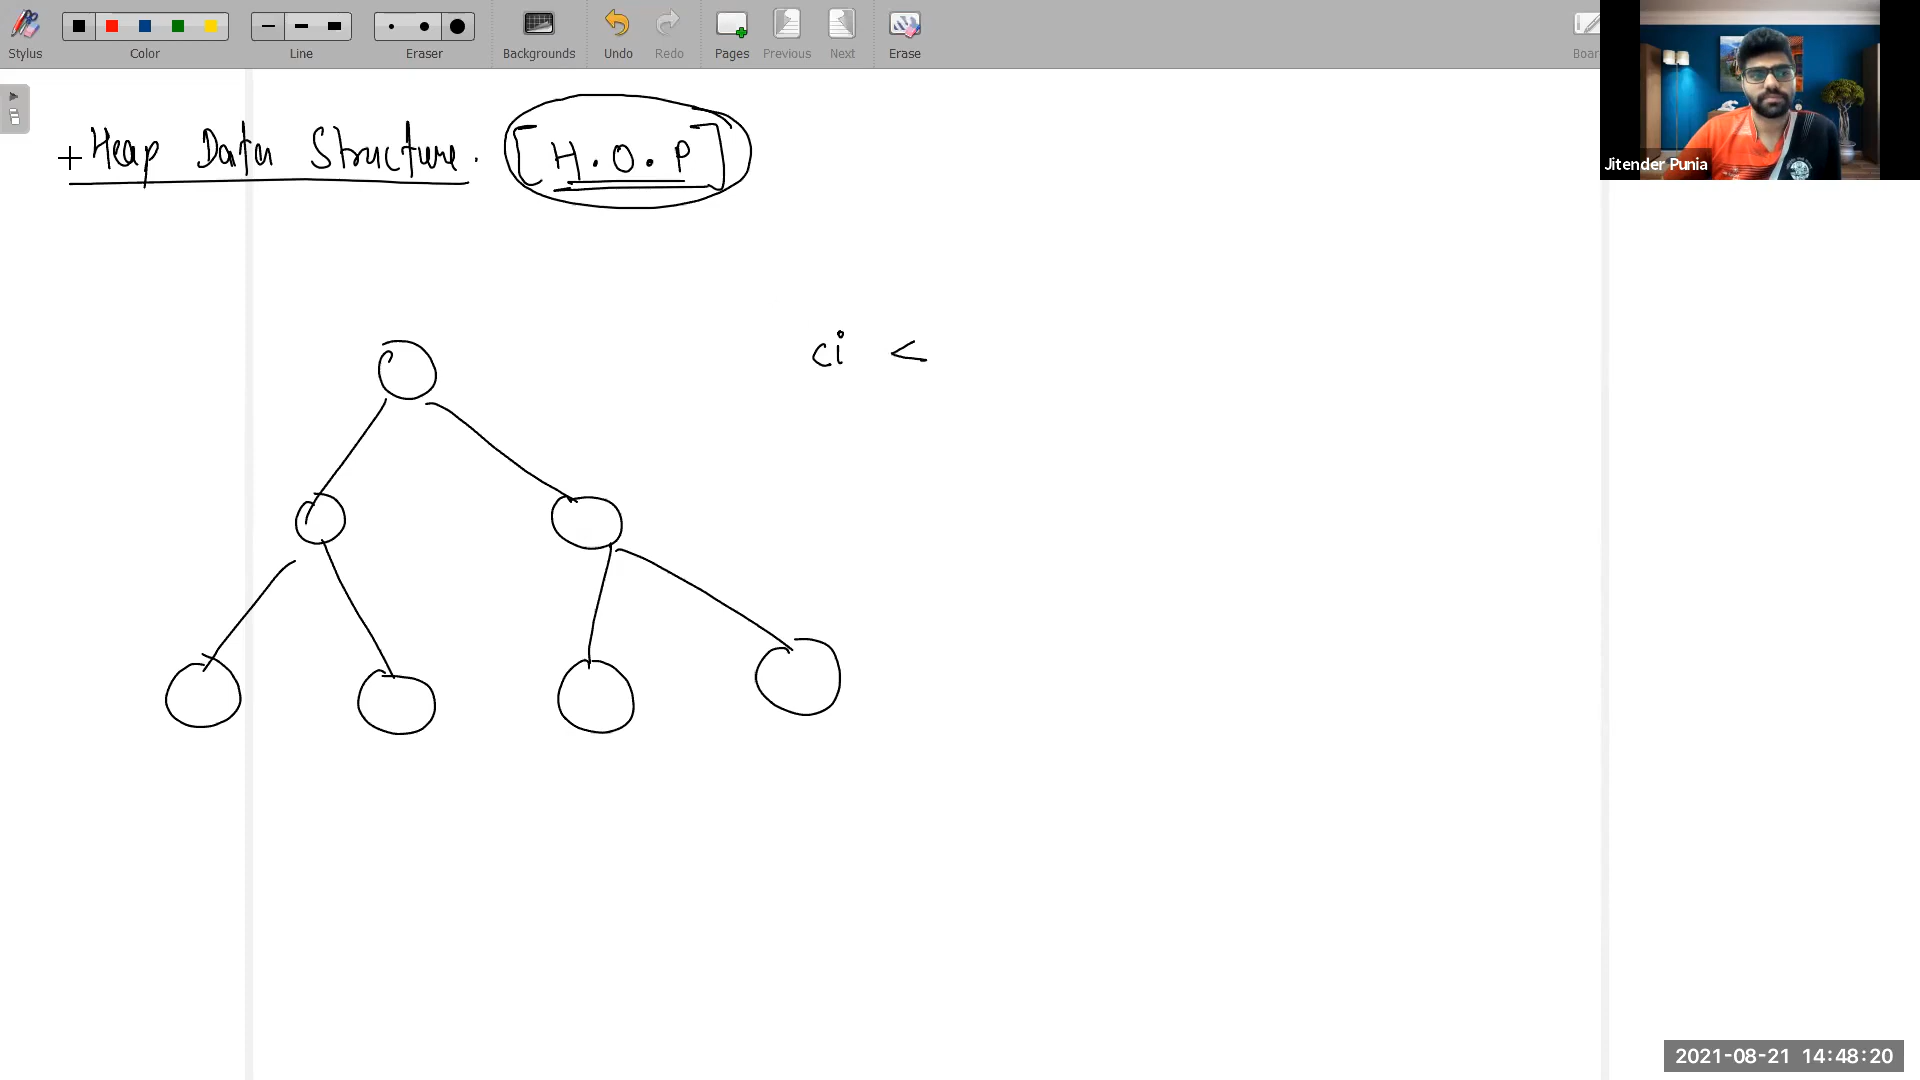 Stylus Color Line Eraser Backgrounds Undo Redo Pages Previous Next Erase Boar
+ Heap Data Structure. [H.O.P]
Jitender Punia
ci <
2021-08-21 14:48:20